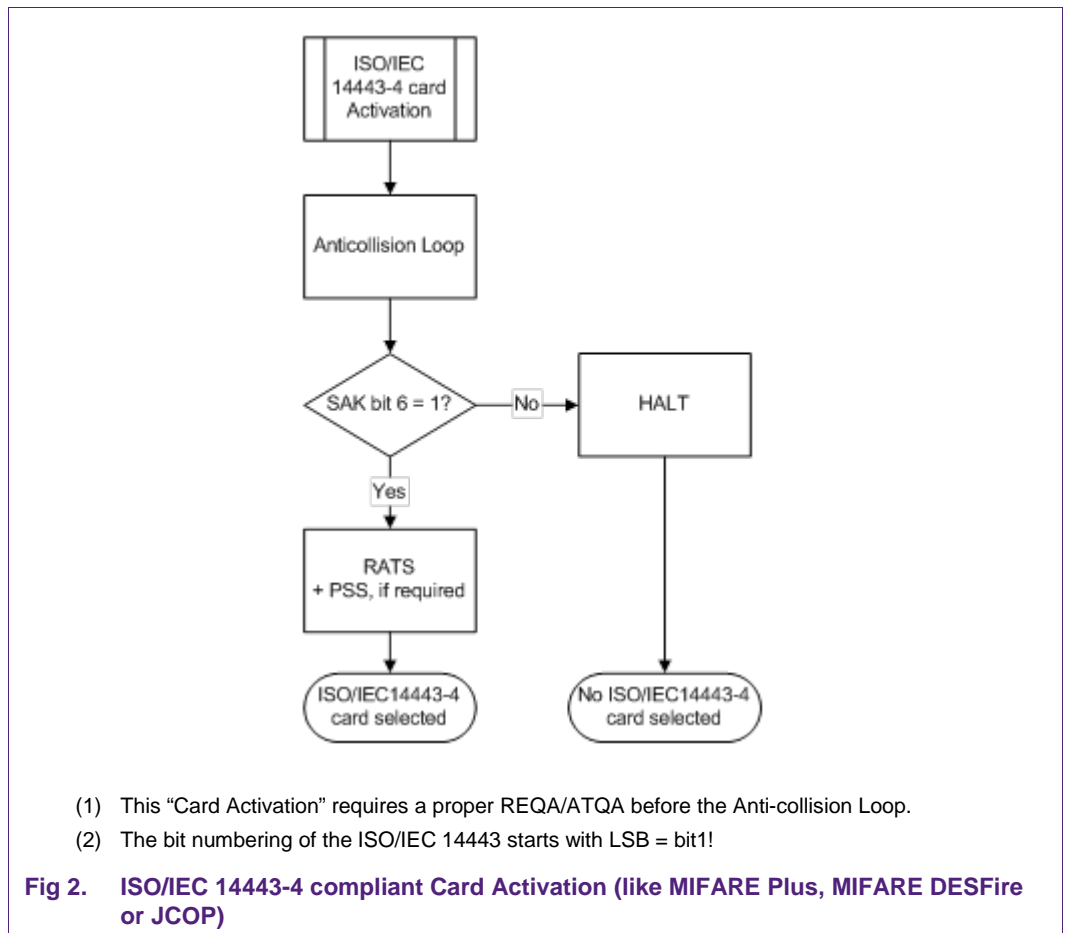 ISO/IEC
14443-4 card
Activation
Anticollision Loop
SAK bit 6 = 1?
No
HALT
Yes
RATS
+ PSS, if required
ISO/IEC14443-4
card selected
No ISO/IEC14443-4
card selected
(1) This “Card Activation” requires a proper REQA/ATQA before the Anti-collision Loop.
(2) The bit numbering of the ISO/IEC 14443 starts with LSB = bit1!
Fig 2. ISO/IEC 14443-4 compliant Card Activation (like MIFARE Plus, MIFARE DESFire
or JCOP)